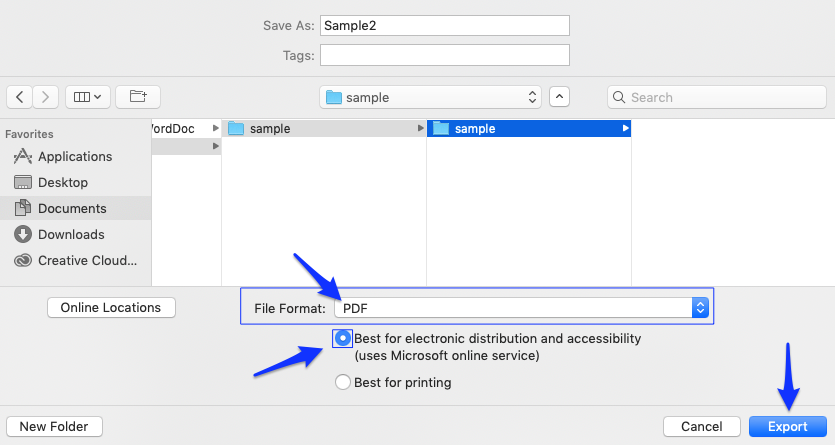 Save As: Sample2
Tags:
sample
Search
Favorites
Applications
Desktop
Documents
Downloads
Creative Cloud...
WordDoc
sample
sample
Online Locations
File Format: PDF
Best for electronic distribution and accessibility
(uses Microsoft online service)
Best for printing
New Folder
Cancel
Export